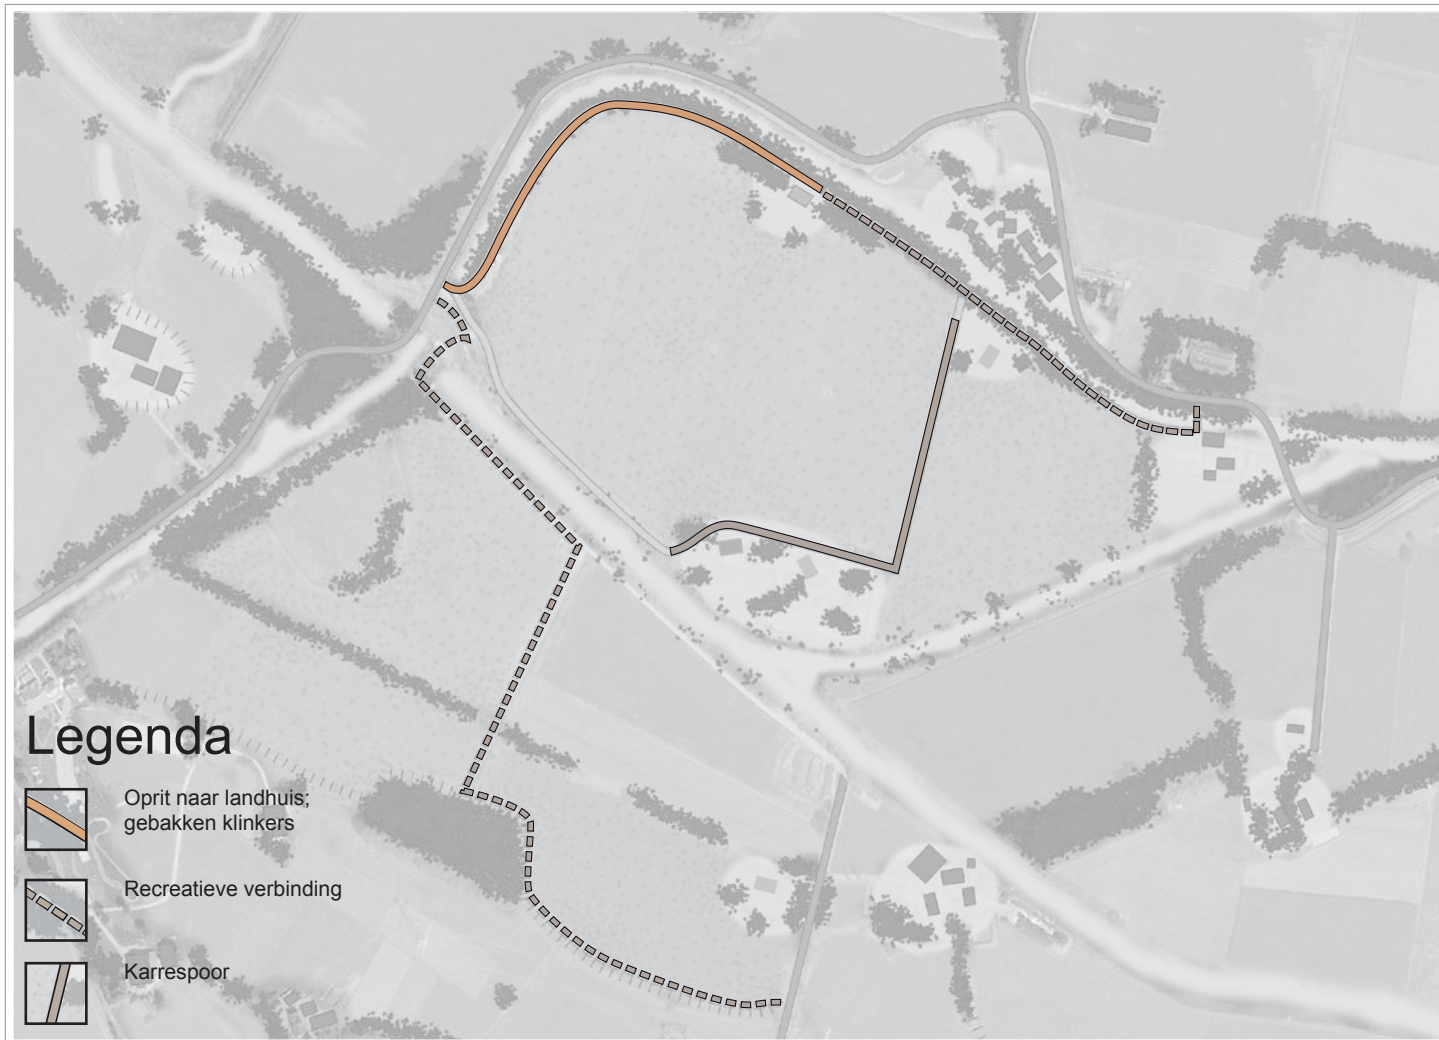 Legenda
Oprit naar landhuis;
gebakken klinkers
Recreatieve verbinding
Karrespoor